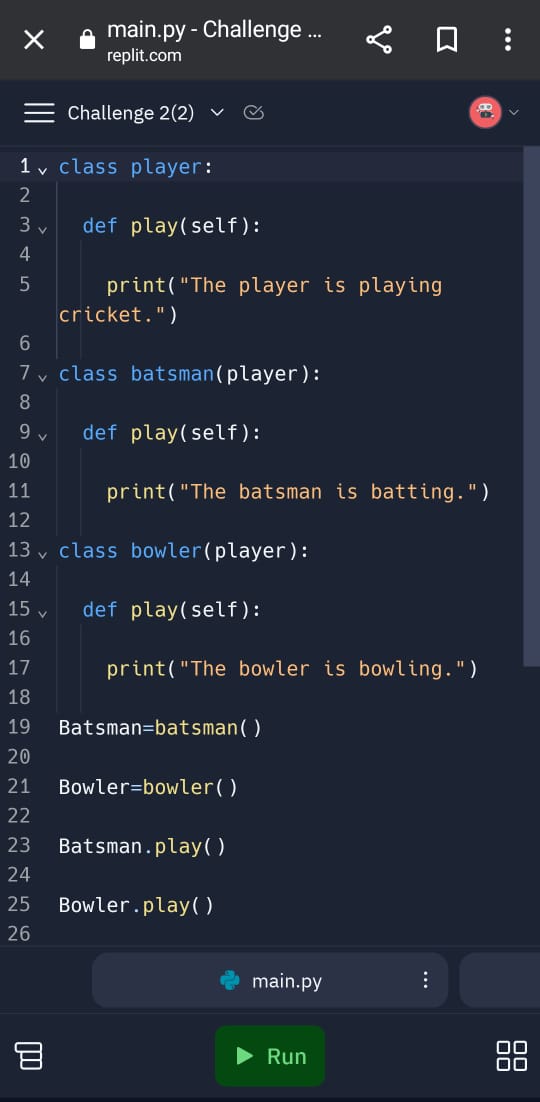 main.py - Challenge ...
replit.com
Challenge 2(2)
1 class player:
2
3   def play(self):
4
5     print("The player is playing
cricket.")
6
7 class batsman(player):
8
9   def play(self):
10
11     print("The batsman is batting.")
12
13 class bowler(player):
14
15   def play(self):
16
17     print("The bowler is bowling.")
18
19 Batsman=batsman()
20
21 Bowler=bowler()
22
23 Batsman.play()
24
25 Bowler.play()
26
main.py
Run